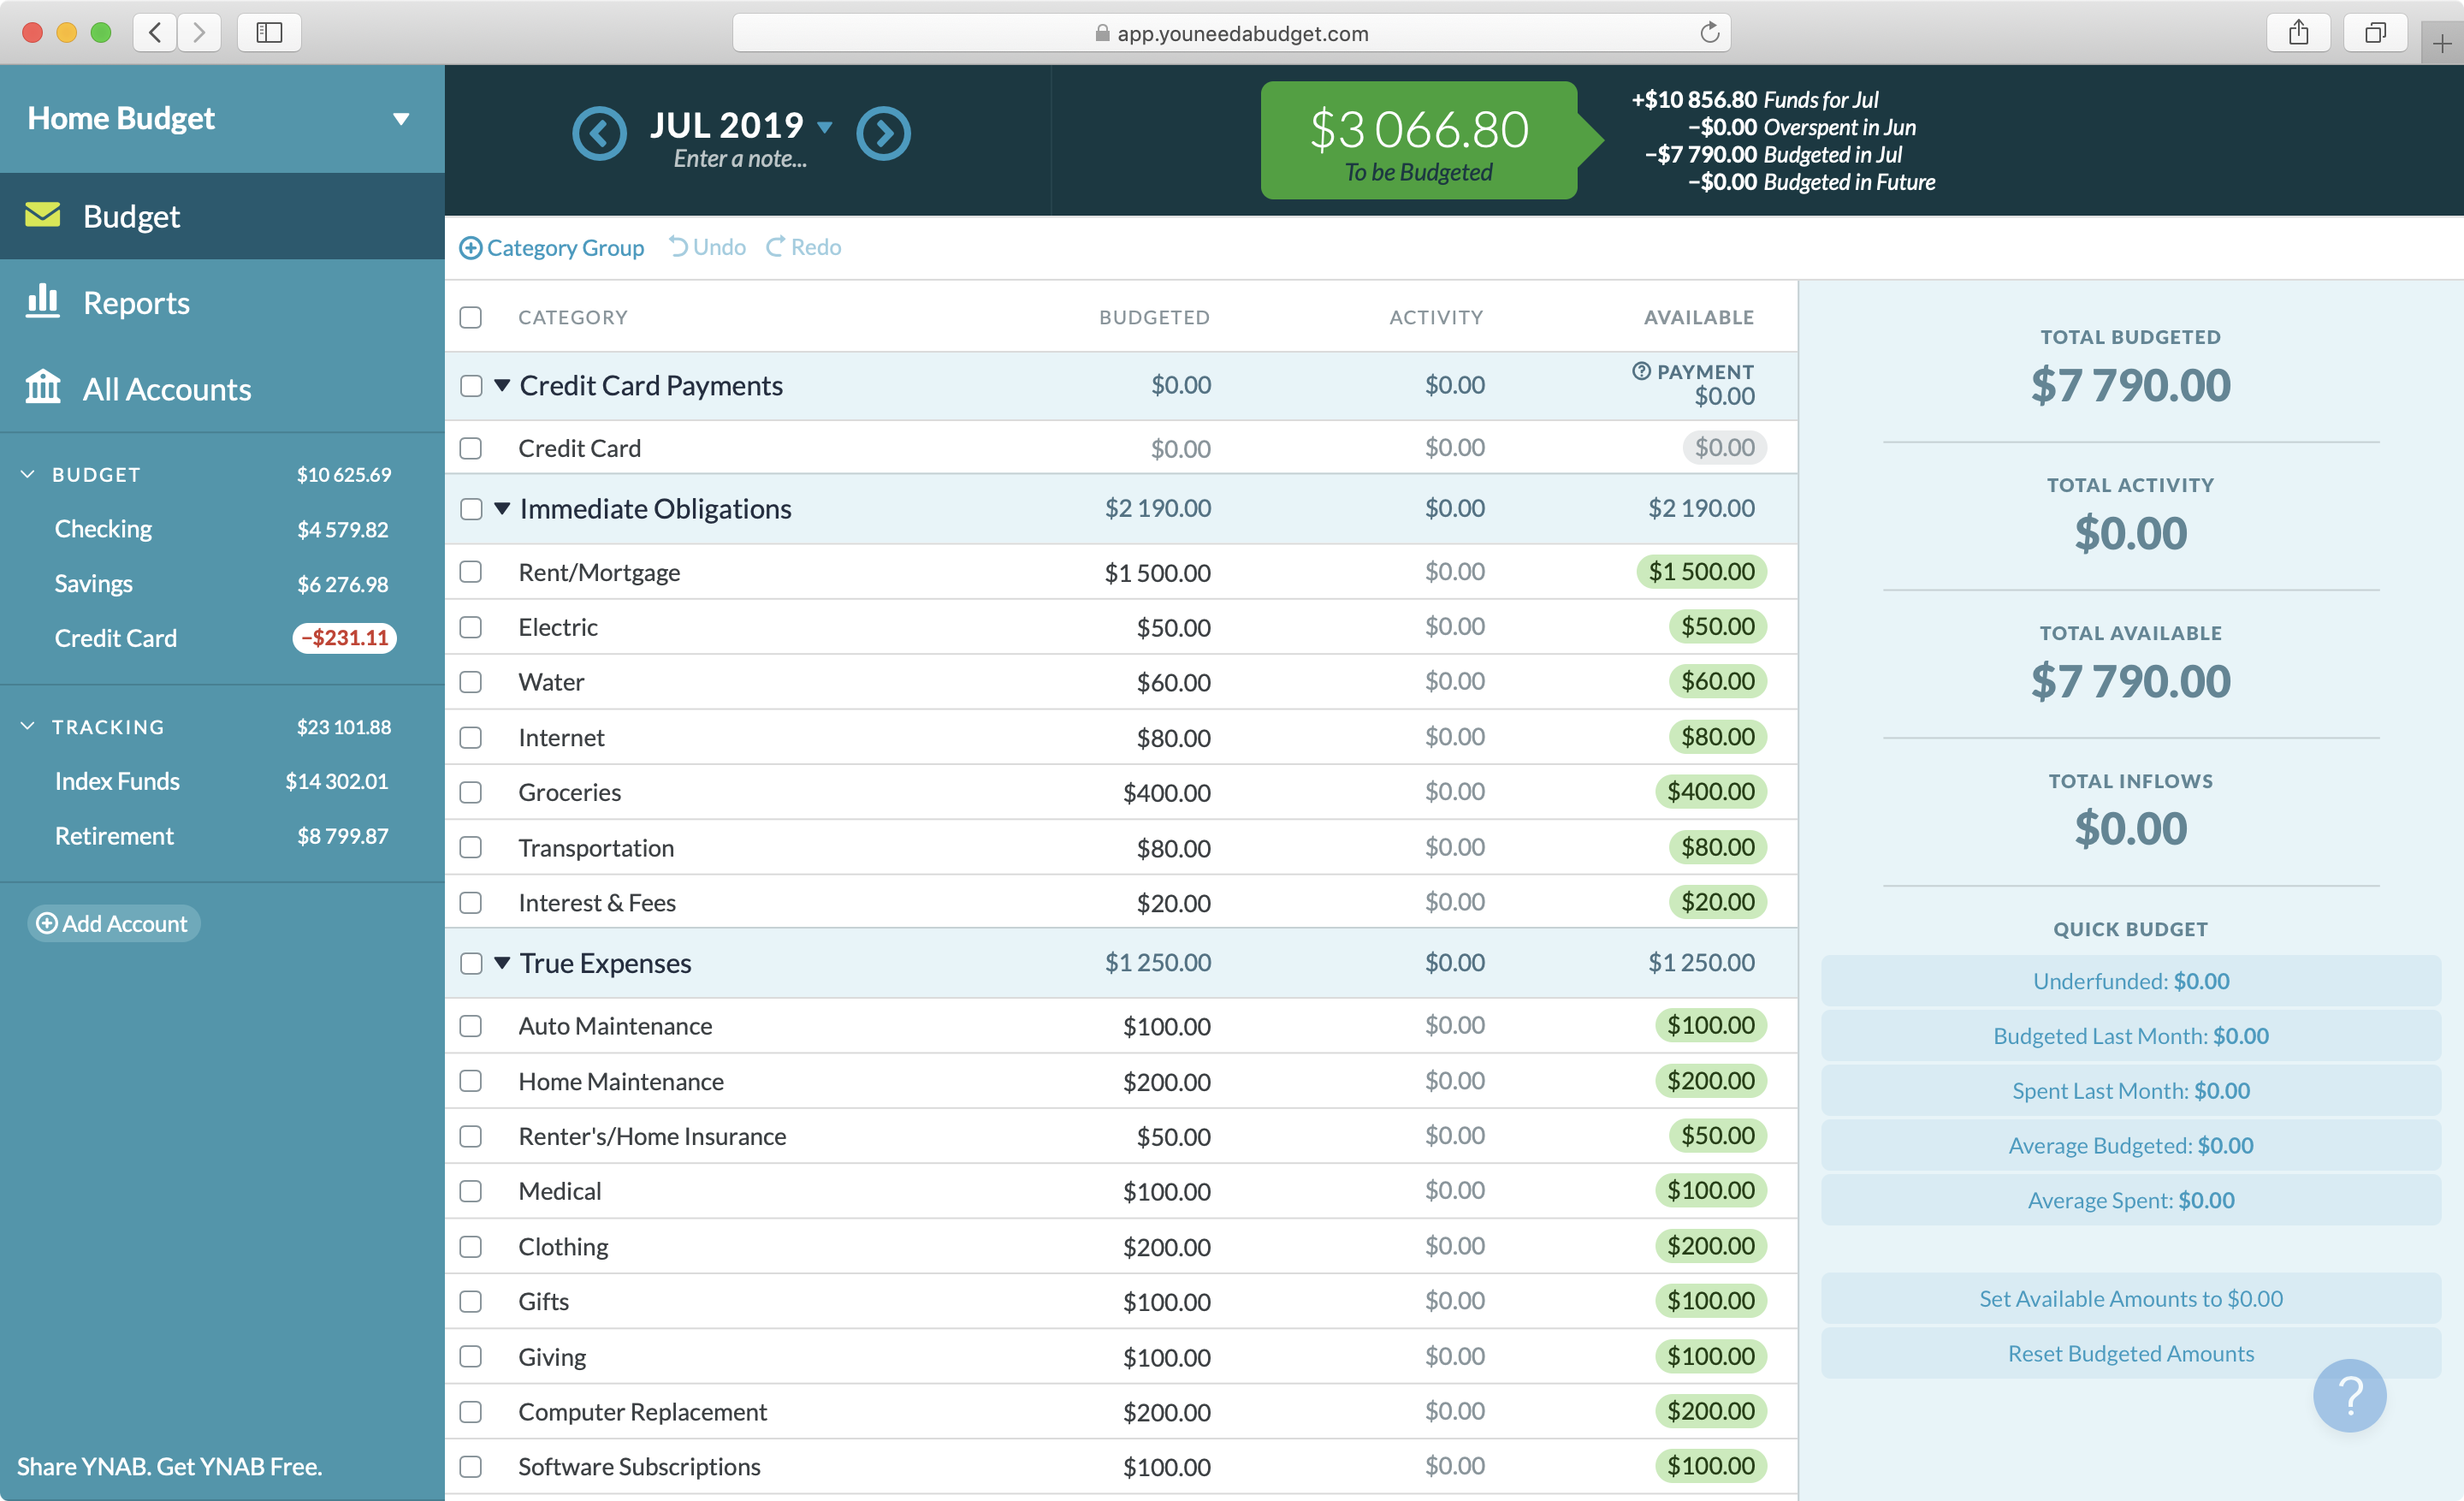 app.youneedabudget.com
Home Budget
Budget
Reports
All Accounts
BUDGET $10 625.69
Checking $4 579.82
Savings $6 276.98
Credit Card −$231.11
TRACKING $23 101.88
Index Funds $14 302.01
Retirement $8 799.87
Add Account
Share YNAB. Get YNAB Free.
JUL 2019
Enter a note...
$3 066.80
To be Budgeted
+$10 856.80 Funds for Jul
−$0.00 Overspent in Jun
−$7 790.00 Budgeted in Jul
−$0.00 Budgeted in Future
Category Group Undo Redo
CATEGORY BUDGETED ACTIVITY AVAILABLE
Credit Card Payments $0.00 $0.00 ? PAYMENT $0.00
Credit Card $0.00 $0.00 $0.00
Immediate Obligations $2 190.00 $0.00 $2 190.00
Rent/Mortgage $1 500.00 $0.00 $1 500.00
Electric $50.00 $0.00 $50.00
Water $60.00 $0.00 $60.00
Internet $80.00 $0.00 $80.00
Groceries $400.00 $0.00 $400.00
Transportation $80.00 $0.00 $80.00
Interest & Fees $20.00 $0.00 $20.00
True Expenses $1 250.00 $0.00 $1 250.00
Auto Maintenance $100.00 $0.00 $100.00
Home Maintenance $200.00 $0.00 $200.00
Renter's/Home Insurance $50.00 $0.00 $50.00
Medical $100.00 $0.00 $100.00
Clothing $200.00 $0.00 $200.00
Gifts $100.00 $0.00 $100.00
Giving $100.00 $0.00 $100.00
Computer Replacement $200.00 $0.00 $200.00
Software Subscriptions $100.00 $0.00 $100.00
TOTAL BUDGETED
$7 790.00
TOTAL ACTIVITY
$0.00
TOTAL AVAILABLE
$7 790.00
TOTAL INFLOWS
$0.00
QUICK BUDGET
Underfunded: $0.00
Budgeted Last Month: $0.00
Spent Last Month: $0.00
Average Budgeted: $0.00
Average Spent: $0.00
Set Available Amounts to $0.00
Reset Budgeted Amounts
?